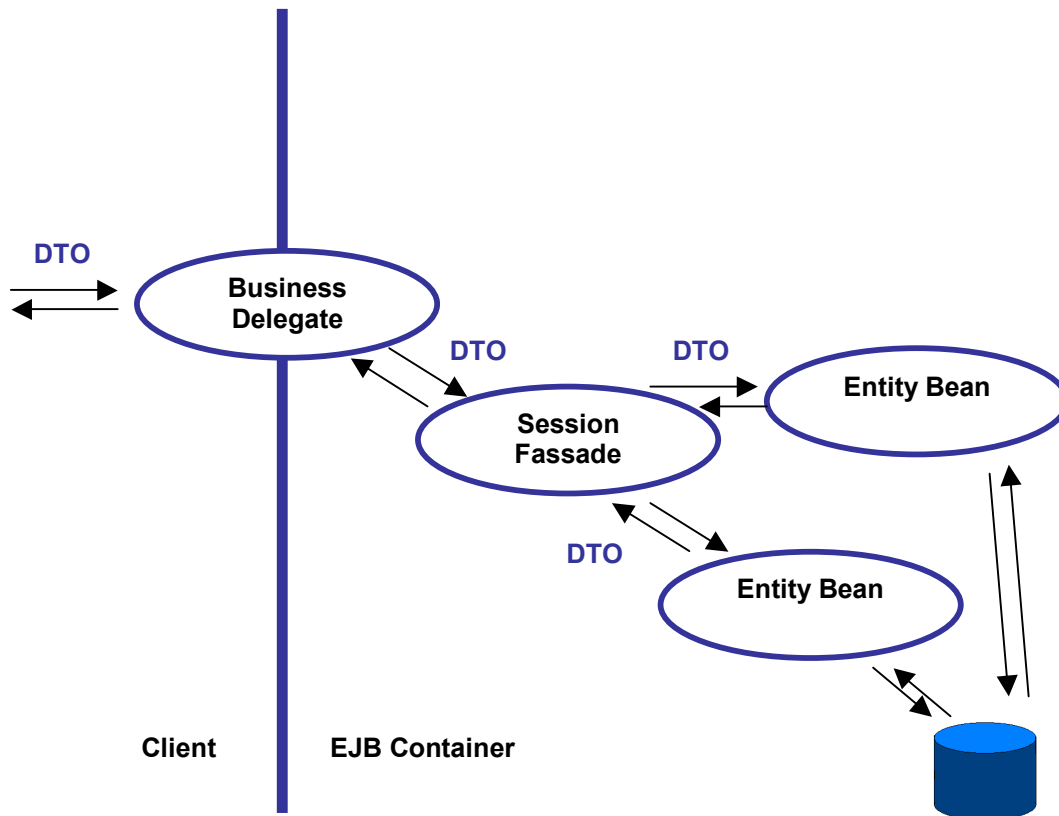 DTO
Business
Delegate
DTO
DTO
Entity Bean
Session
Fassade
DTO
Entity Bean
Client
EJB Container